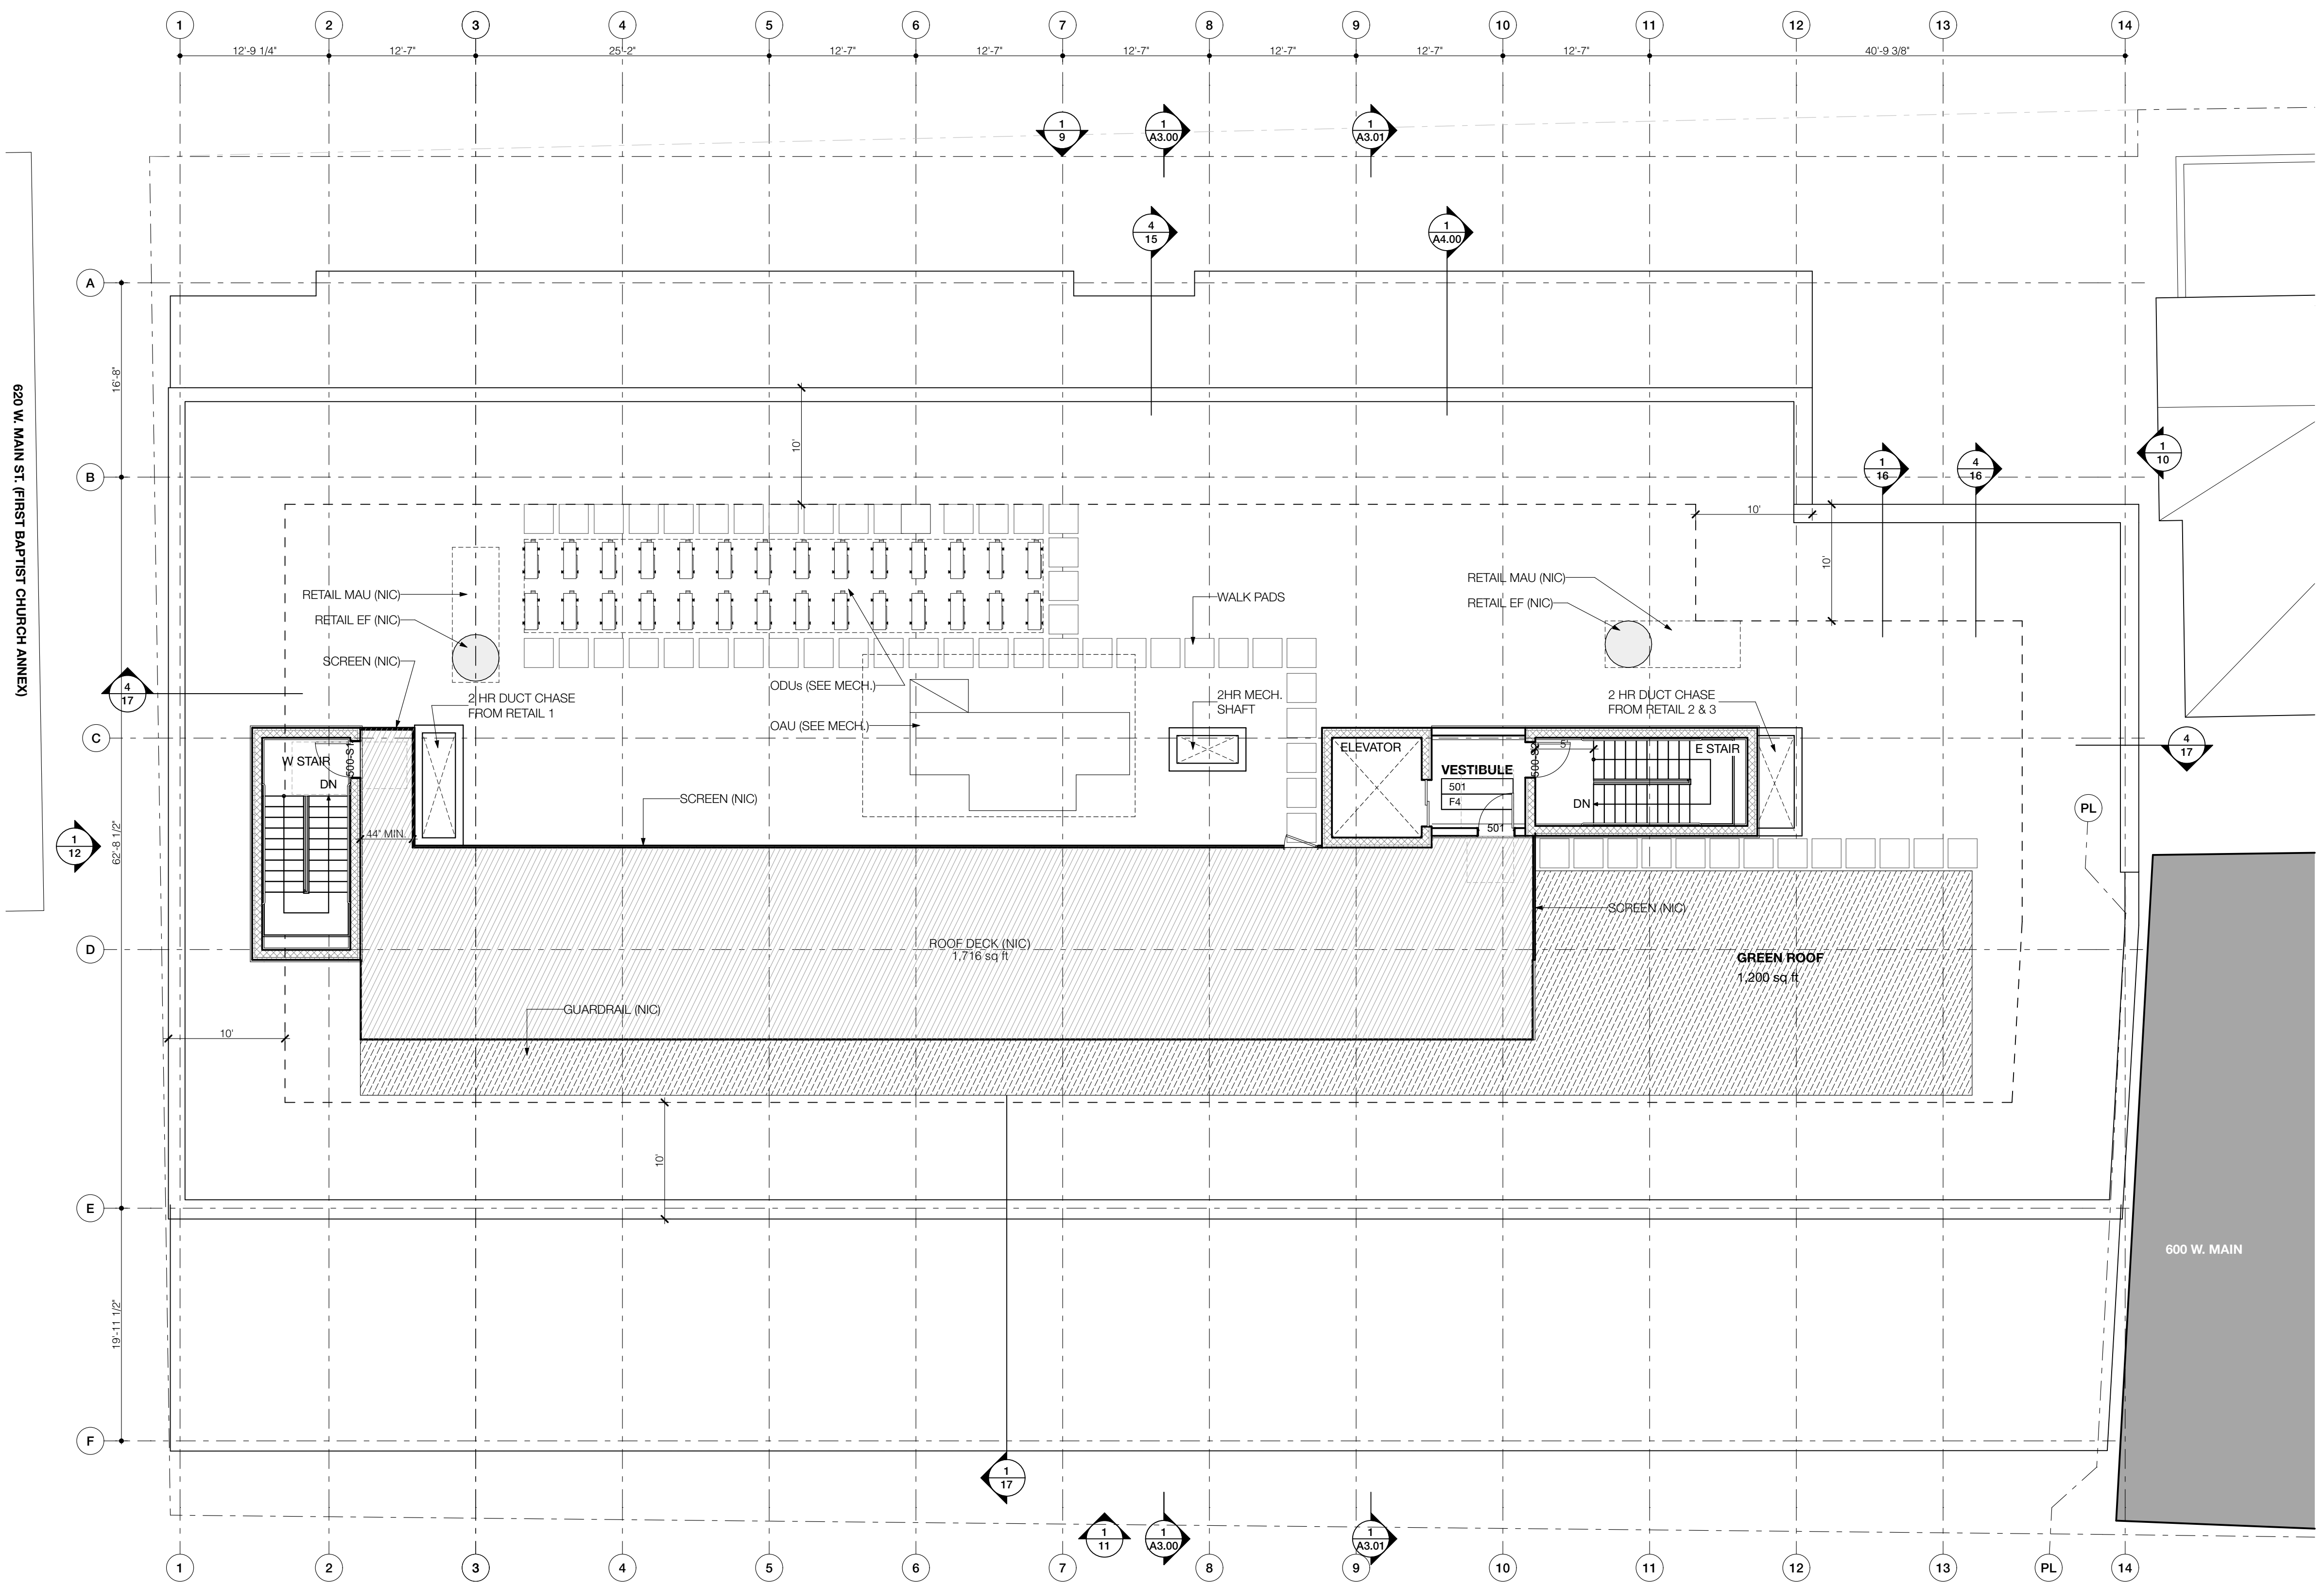 1 2 3 4 5 6 7 8 9 10 11 12 13 14
12'-9 1/4" 12'-7" 25'-2" 12'-7" 12'-7" 12'-7" 12'-7" 12'-7" 12'-7" 40'-9 3/8"
1
9
1
A3.00
1
A3.01
4
15
1
A4.00
A
16'-8"
620 W. MAIN ST. (FIRST BAPTIST CHURCH ANNEX)
10'
B
1
16
4
16
1
10
10'
10'
RETAIL MAU (NIC)
RETAIL EF (NIC)
SCREEN (NIC)
WALK PADS
RETAIL MAU (NIC)
RETAIL EF (NIC)
4
17
2 HR DUCT CHASE
FROM RETAIL 1
ODUs (SEE MECH.)
OAU (SEE MECH.)
2HR MECH.
SHAFT
2 HR DUCT CHASE
FROM RETAIL 2 & 3
C
W STAIR
500-S1
DN
ELEVATOR
VESTIBULE
501
F4
501
500-S2
5'
E STAIR
DN
4
17
SCREEN (NIC)
44" MIN.
PL
1
12
62'-8 1/2"
SCREEN (NIC)
D
ROOF DECK (NIC)
1,716 sq ft
GREEN ROOF
1,200 sq ft
GUARDRAIL (NIC)
10'
10'
E
600 W. MAIN
19'-11 1/2"
F
1
17
1
11
1
A3.00
1
A3.01
1 2 3 4 5 6 7 8 9 10 11 12 13 PL 14